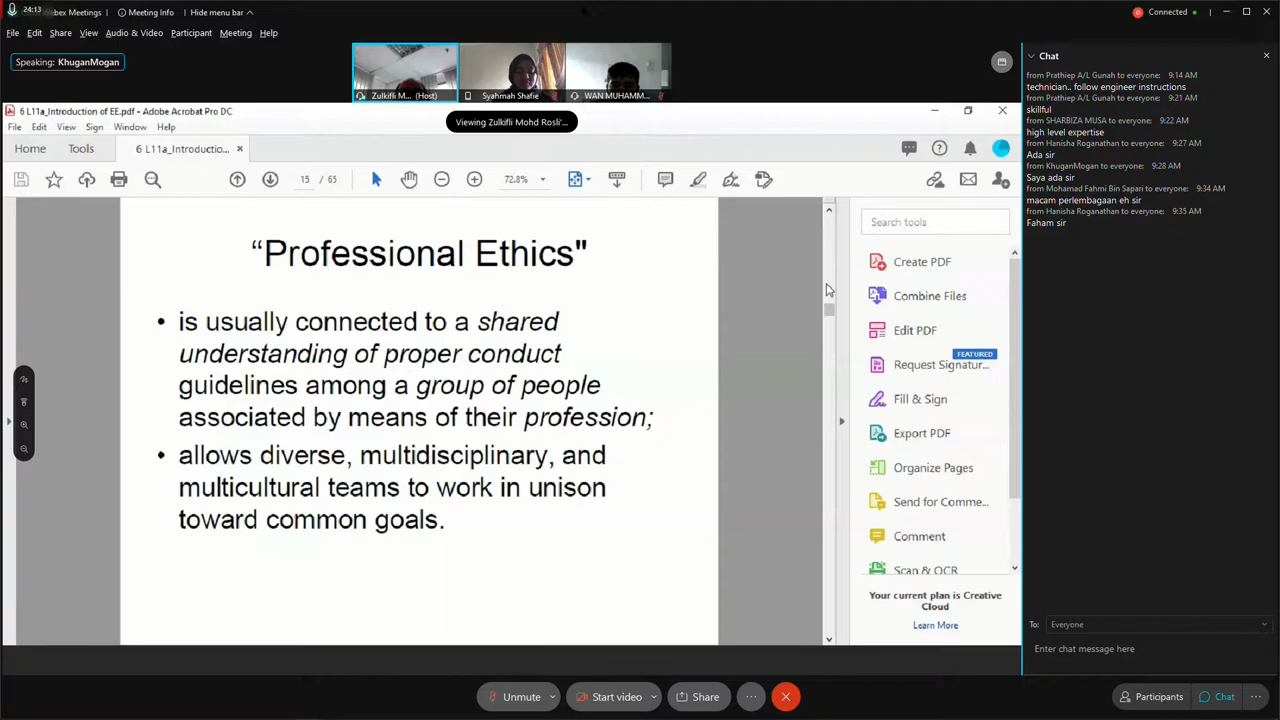 24:13
ebex Meetings
Meeting Info
Hide menu bar
Connected
File Edit Share View Audio & Video Participant Meeting Help
Speaking: KhuganMogan
Zulkifli M... (Host)
Syahmah Shafie
WAN MUHAMM...
Viewing Zulkifli Mohd Rosli'...
6 L11a_Introduction of EE.pdf - Adobe Acrobat Pro DC
File Edit View Sign Window Help
Home Tools 6 L11a_Introductio...
15 / 65 72.8%
"Professional Ethics"
• is usually connected to a shared
understanding of proper conduct
guidelines among a group of people
associated by means of their profession;
• allows diverse, multidisciplinary, and
multicultural teams to work in unison
toward common goals.
Search tools
Create PDF
Combine Files
Edit PDF
FEATURED
Request Signatur...
Fill & Sign
Export PDF
Organize Pages
Send for Comme...
Comment
Scan & OCR
Your current plan is Creative
Cloud
Learn More
Chat
from Prathiep A/L Gunah to everyone: 9:14 AM
technician.. follow engineer instructions
from Prathiep A/L Gunah to everyone: 9:21 AM
skillful
from SHARBIZA MUSA to everyone: 9:22 AM
high level expertise
from Hanisha Roganathan to everyone: 9:27 AM
Ada sir
from KhuganMogan to everyone: 9:28 AM
Saya ada sir
from Mohamad Fahmi Bin Sapari to everyone: 9:34 AM
macam perlembagaan eh sir
from Hanisha Roganathan to everyone: 9:35 AM
Faham sir
To: Everyone
Enter chat message here
Unmute
Start video
Share
Participants
Chat